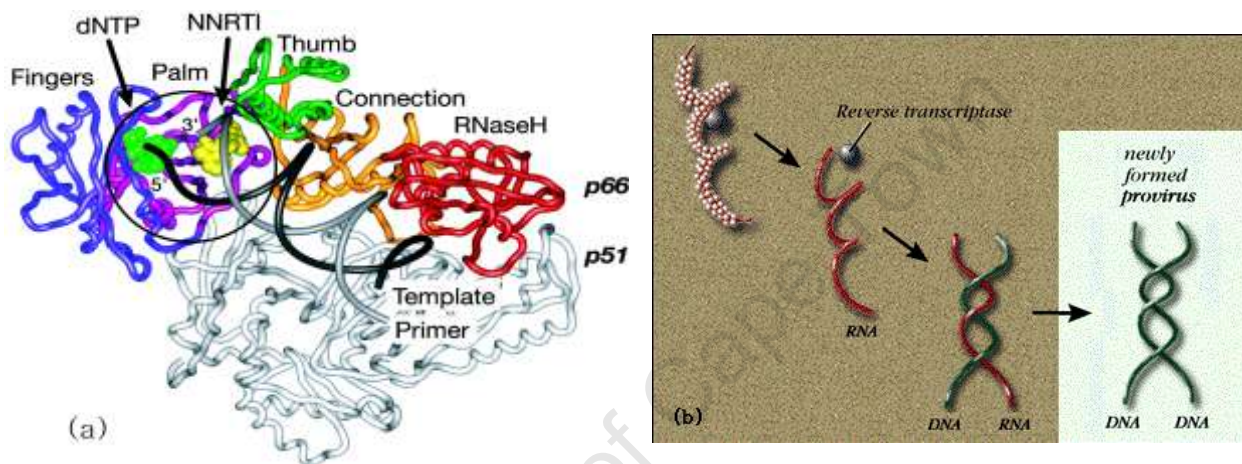 dNTP
NNRTI
Thumb
Fingers
Palm
Connection
3'
RNaseH
5'
p66
p51
Template
Primer
(a)
Reverse transcriptase
newly
formed
provirus
RNA
DNA
RNA
DNA
DNA
(b)